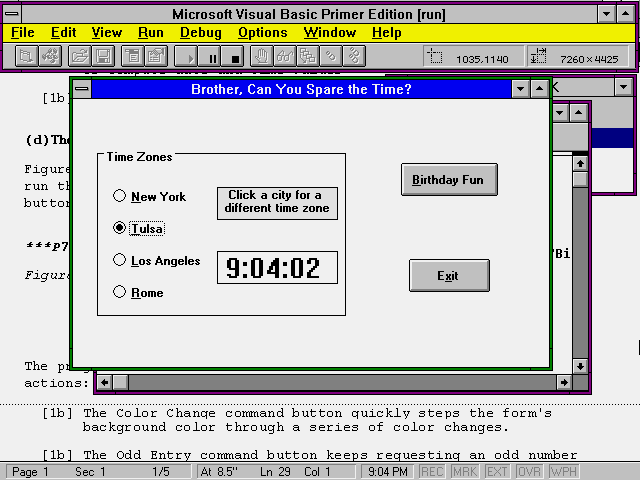 Microsoft Visual Basic Primer Edition [run]
File Edit View Run Debug Options Window Help
1035,1140 7260×4425
[1b]
Brother, Can You Spare the Time?
(d)The
Time Zones
New York
Click a city for a
different time zone
Birthday Fun
Tulsa
Los Angeles
9:04:02
Exit
Rome
Figure
run th
button
***P7
Figure
"Bi
The pr
actions:
[1b] The Color Change command button quickly steps the form's
background color through a series of color changes.
[1b] The Odd Entry command button keeps requesting an odd number
Page 1 Sec 1 1/5 At 8.5" Ln 29 Col 1 9:04 PM REC MRK EXT OVR WPH